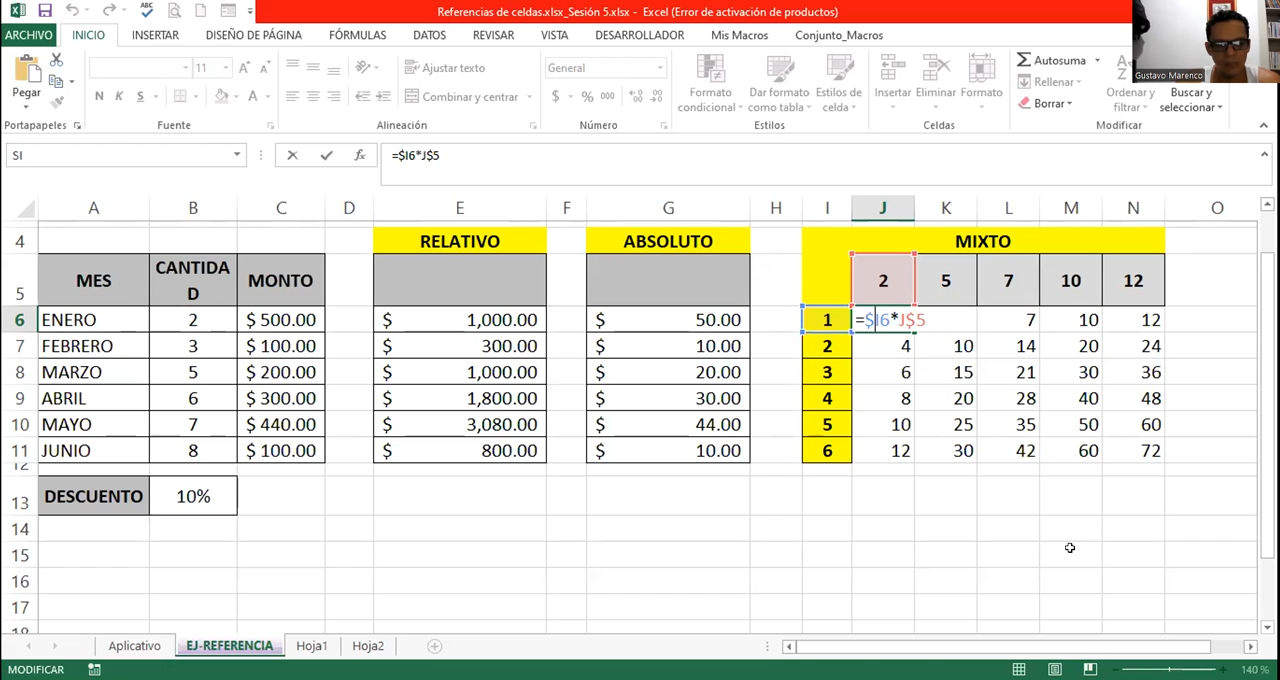 Referencias de celdas.xlsx_Sesión 5.xlsx - Excel (Error de activación de productos)
ARCHIVO INICIO INSERTAR DISEÑO DE PÁGINA FÓRMULAS DATOS REVISAR VISTA DESARROLLADOR Mis Macros Conjunto_Macros
Gustavo Marenco
Pegar
11
N K S
Ajustar texto
Combinar y centrar
General
$ % 000
Formato condicional
Dar formato como tabla
Estilos de celda
Insertar Eliminar Formato
Autosuma
Rellenar
Borrar
Ordenar y filtrar
Buscar y seleccionar
Portapapeles Fuente Alineación Número Estilos Celdas Modificar
SI fx =$I6*J$5
A B C D E F G H I J K L M N O
4 RELATIVO ABSOLUTO MIXTO
5 MES CANTIDA D MONTO 2 5 7 10 12
6 ENERO 2 $ 500.00 $ 1,000.00 $ 50.00 1 =$I6*J$5 7 10 12
7 FEBRERO 3 $ 100.00 $ 300.00 $ 10.00 2 4 10 14 20 24
8 MARZO 5 $ 200.00 $ 1,000.00 $ 20.00 3 6 15 21 30 36
9 ABRIL 6 $ 300.00 $ 1,800.00 $ 30.00 4 8 20 28 40 48
10 MAYO 7 $ 440.00 $ 3,080.00 $ 44.00 5 10 25 35 50 60
11 JUNIO 8 $ 100.00 $ 800.00 $ 10.00 6 12 30 42 60 72
12
13 DESCUENTO 10%
14
15
16
17
18
Aplicativo EJ-REFERENCIA Hoja1 Hoja2
MODIFICAR 140 %